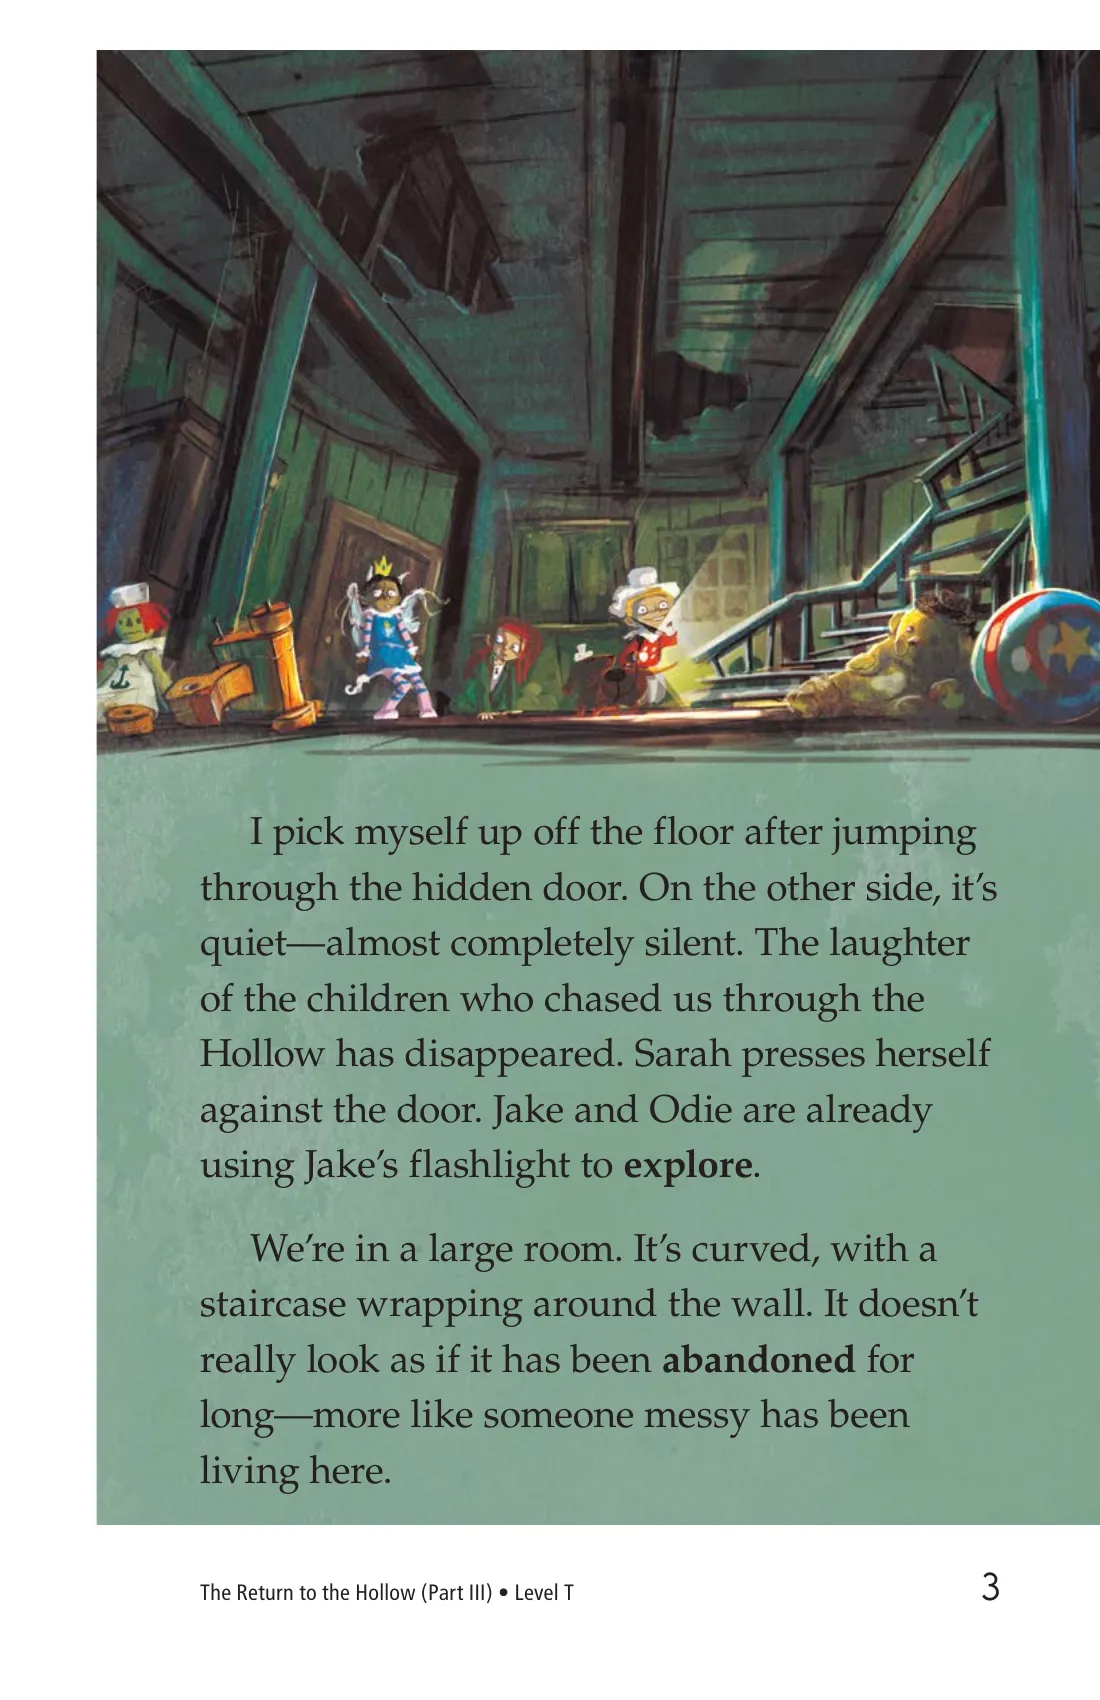 I pick myself up off the floor after jumping
through the hidden door. On the other side, it’s
quiet—almost completely silent. The laughter
of the children who chased us through the
Hollow has disappeared. Sarah presses herself
against the door. Jake and Odie are already
using Jake’s flashlight to explore.
We’re in a large room. It’s curved, with a
staircase wrapping around the wall. It doesn’t
really look as if it has been abandoned for
long—more like someone messy has been
living here.
The Return to the Hollow (Part III) • Level T
3